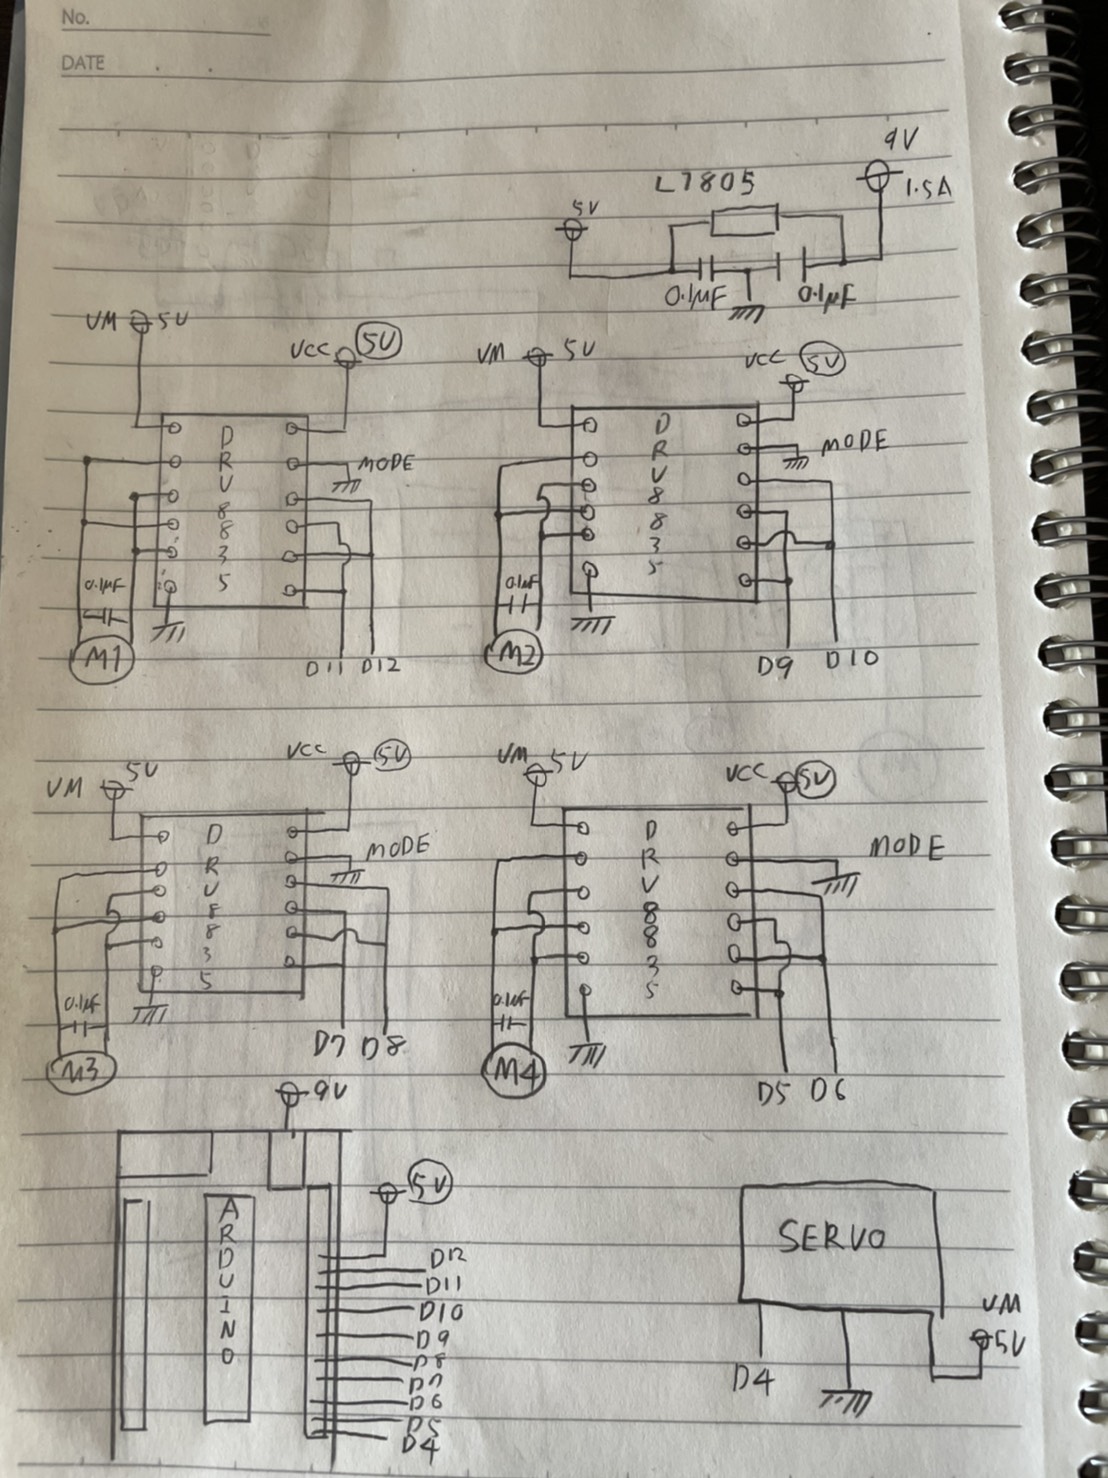 No.
DATE
9V
L7805
1.5A
5V
0.1μF
0.1μF
VM 5V
VCC 5V
DRV8835
MODE
0.1μF
M1
D11 D12
VM 5V
VCC 5V
DRV8835
MODE
0.1μF
M2
D9 D10
VM 5V
VCC 5V
DRV8835
MODE
0.1μF
M3
D7 D8
VM 5V
VCC 5V
DRV8835
MODE
0.1μF
M4
D5 D6
9V
5V
ARDUINO
D12
D11
D10
D9
D8
D7
D6
D5
D4
SERVO
VM
5V
D4